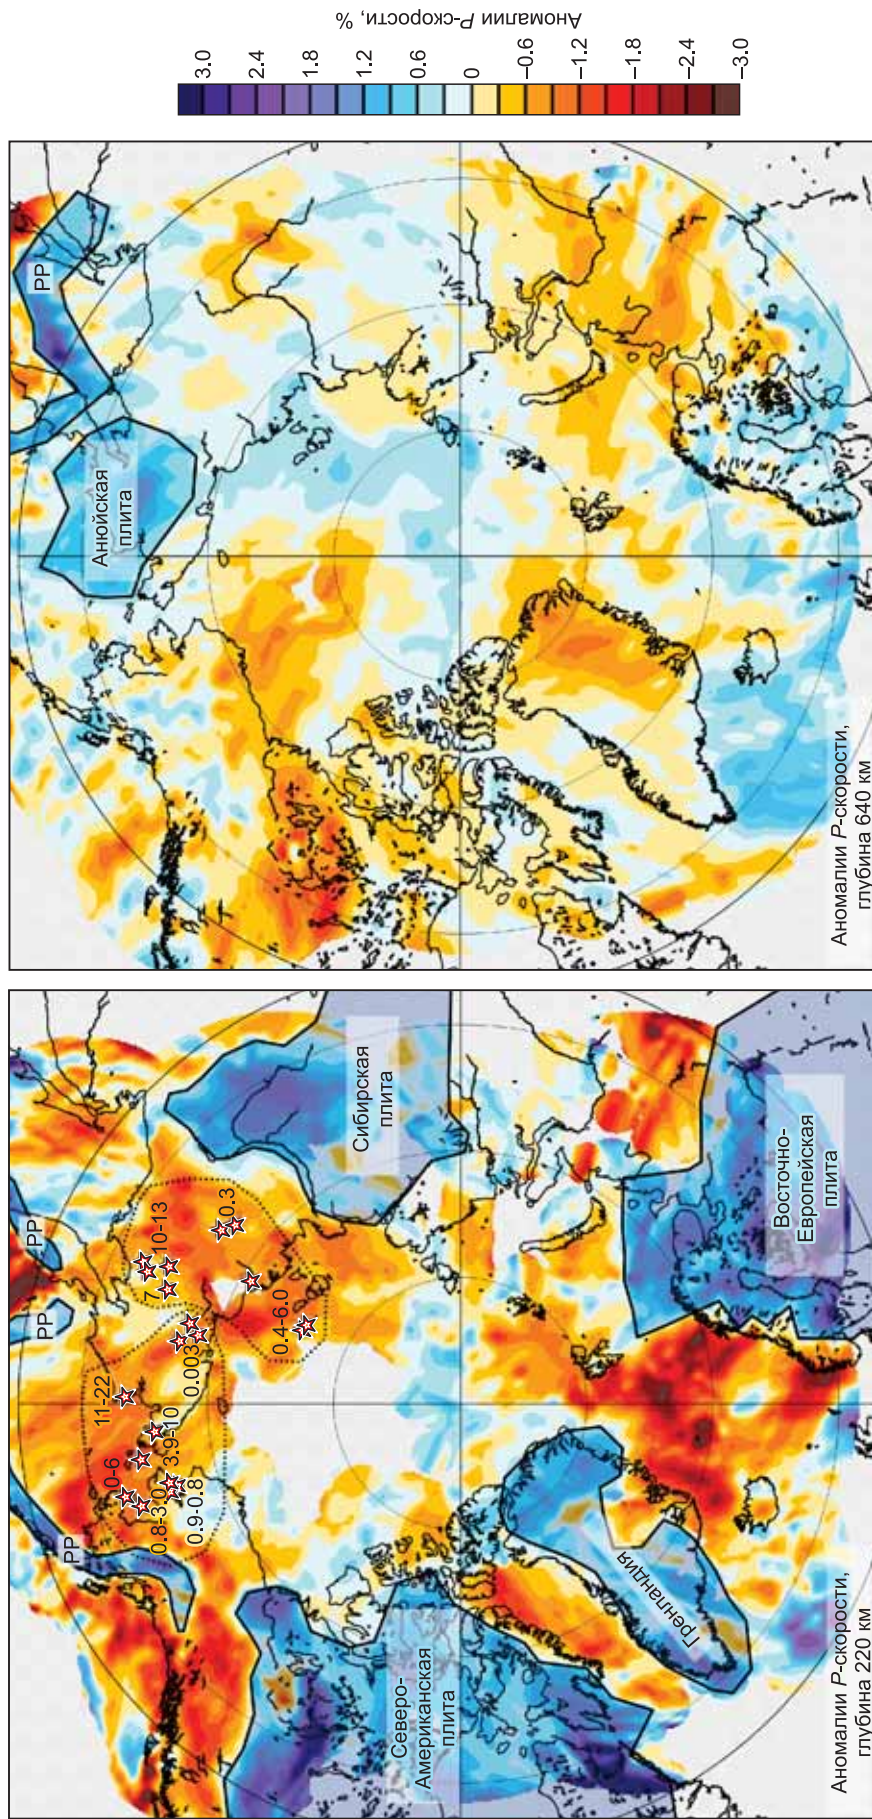 PP
PP
PP
11-22
0-6
0.8-3.0
3.9-10
0.9-0.8
0.003
7
10-13
0.3
0.4-6.0
Сибирская
плита
Северо-
Американская
плита
Гренландия
Восточно-
Европейская
плита
Аномалии P-скорости,
глубина 220 км
PP
Анюйская
плита
Аномалии P-скорости,
глубина 640 км
3.0
2.4
1.8
1.2
0.6
0
–0.6
–1.2
–1.8
–2.4
–3.0
Аномалии P-скорости, %